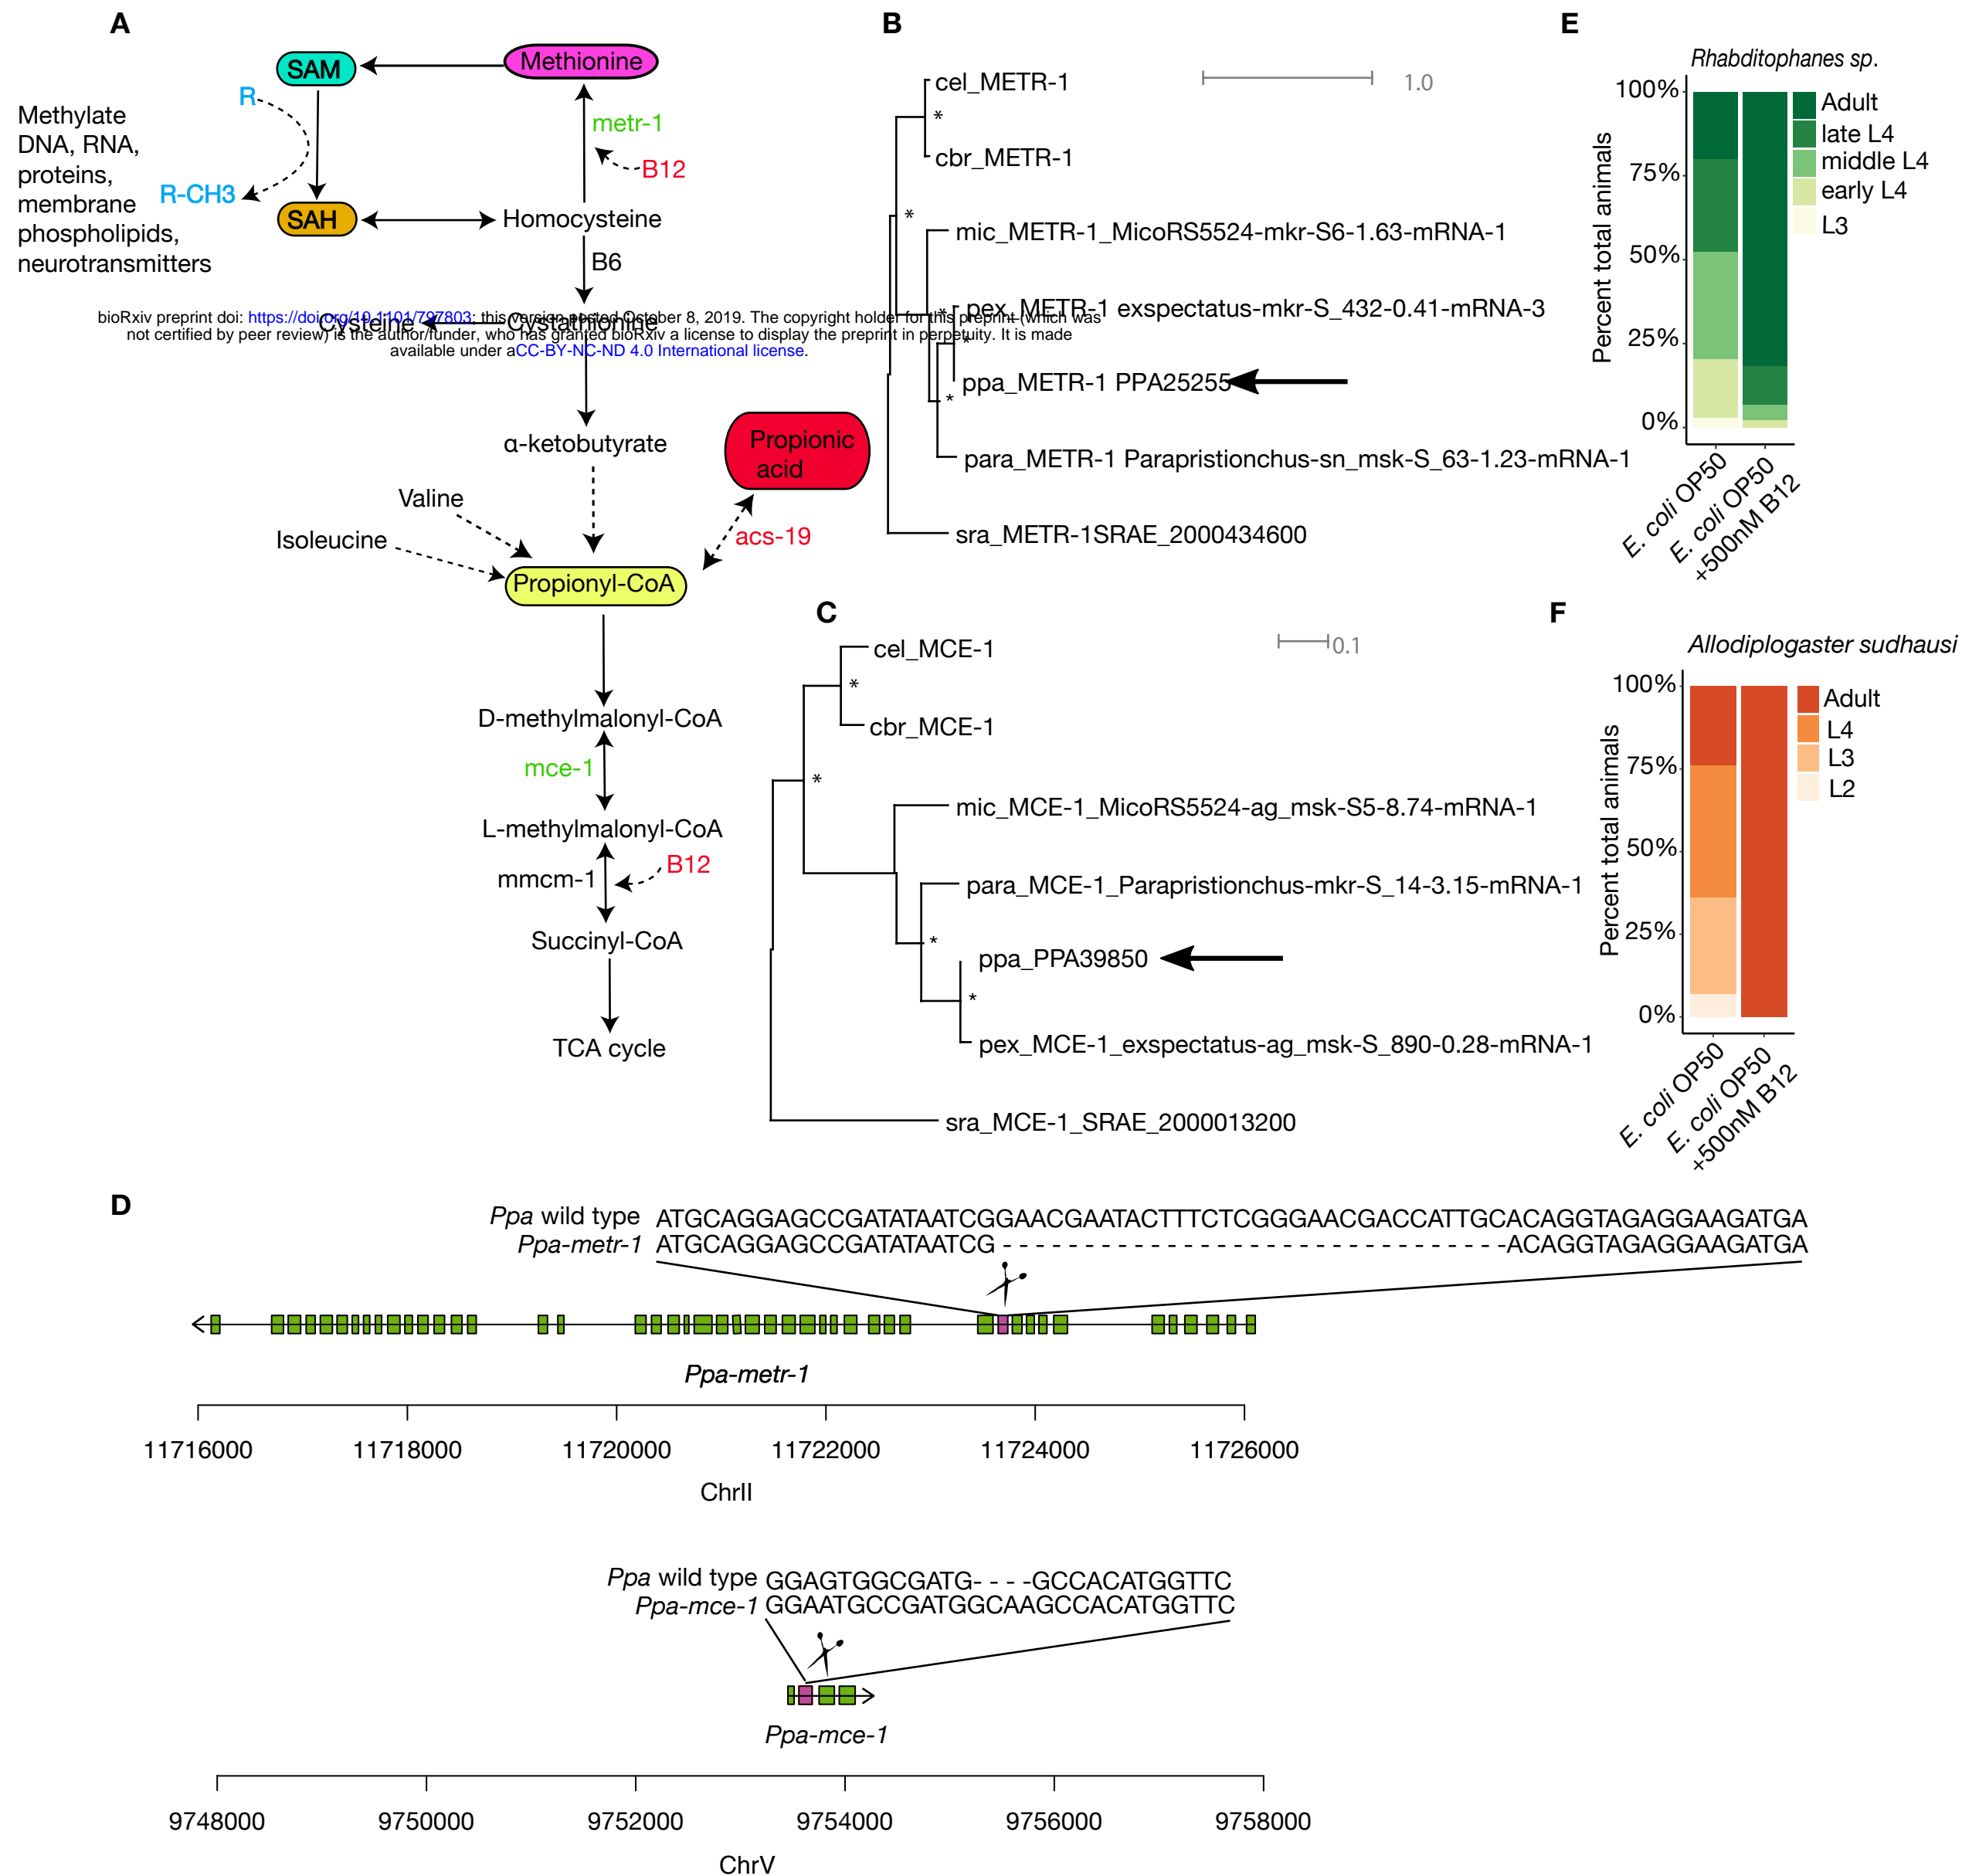 A
SAM
Methionine
R
Methylate
DNA, RNA,
proteins,
membrane
phospholipids,
neurotransmitters
R-CH3
metr-1
B12
SAH
Homocysteine
B6
Cysteine
Cystathionine
bioRxiv preprint doi: https://doi.org/10.1101/797803; this version posted October 8, 2019. The copyright holder for this preprint (which was
not certified by peer review) is the author/funder, who has granted bioRxiv a license to display the preprint in perpetuity. It is made
available under aCC-BY-NC-ND 4.0 International license.
α-ketobutyrate
Propionic
acid
Valine
Isoleucine
acs-19
Propionyl-CoA
D-methylmalonyl-CoA
mce-1
L-methylmalonyl-CoA
mmcm-1
B12
Succinyl-CoA
TCA cycle
B
1.0
cel_METR-1
*
cbr_METR-1
*
mic_METR-1_MicoRS5524-mkr-S6-1.63-mRNA-1
*
pex_METR-1 exspectatus-mkr-S_432-0.41-mRNA-3
*
ppa_METR-1 PPA25255
*
para_METR-1 Parapristionchus-sn_msk-S_63-1.23-mRNA-1
sra_METR-1SRAE_2000434600
C
0.1
cel_MCE-1
*
cbr_MCE-1
*
mic_MCE-1_MicoRS5524-ag_msk-S5-8.74-mRNA-1
para_MCE-1_Parapristionchus-mkr-S_14-3.15-mRNA-1
*
ppa_PPA39850
*
pex_MCE-1_exspectatus-ag_msk-S_890-0.28-mRNA-1
sra_MCE-1_SRAE_2000013200
E
Rhabditophanes sp.
Percent total animals
100%
75%
50%
25%
0%
Adult
late L4
middle L4
early L4
L3
E. coli OP50
E. coli OP50
+500nM B12
F
Allodiplogaster sudhausi
Percent total animals
100%
75%
50%
25%
0%
Adult
L4
L3
L2
E. coli OP50
E. coli OP50
+500nM B12
D
Ppa wild type ATGCAGGAGCCGATATAATCGGAACGAATACTTTCTCGGGAACGACCATTGCACAGGTAGAGGAAGATGA
Ppa-metr-1 ATGCAGGAGCCGATATAATCG - - - - - - - - - - - - - - - - - - - - - - - - - - - - - - -ACAGGTAGAGGAAGATGA
Ppa-metr-1
11716000 11718000 11720000 11722000 11724000 11726000
ChrII
Ppa wild type GGAGTGGCGATG- - - -GCCACATGGTTC
Ppa-mce-1 GGAATGCCGATGGCAAGCCACATGGTTC
Ppa-mce-1
9748000 9750000 9752000 9754000 9756000 9758000
ChrV